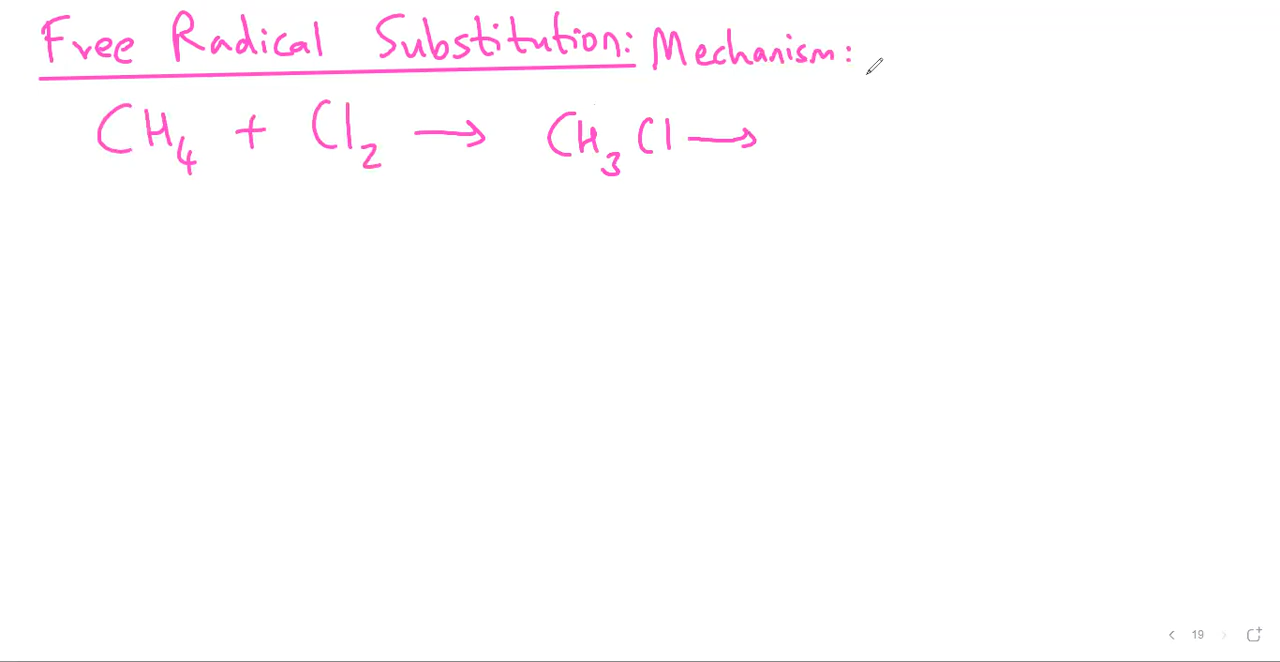 Free Radical Substitution: Mechanism:
CH₄ + Cl₂ → CH₃Cl →
19